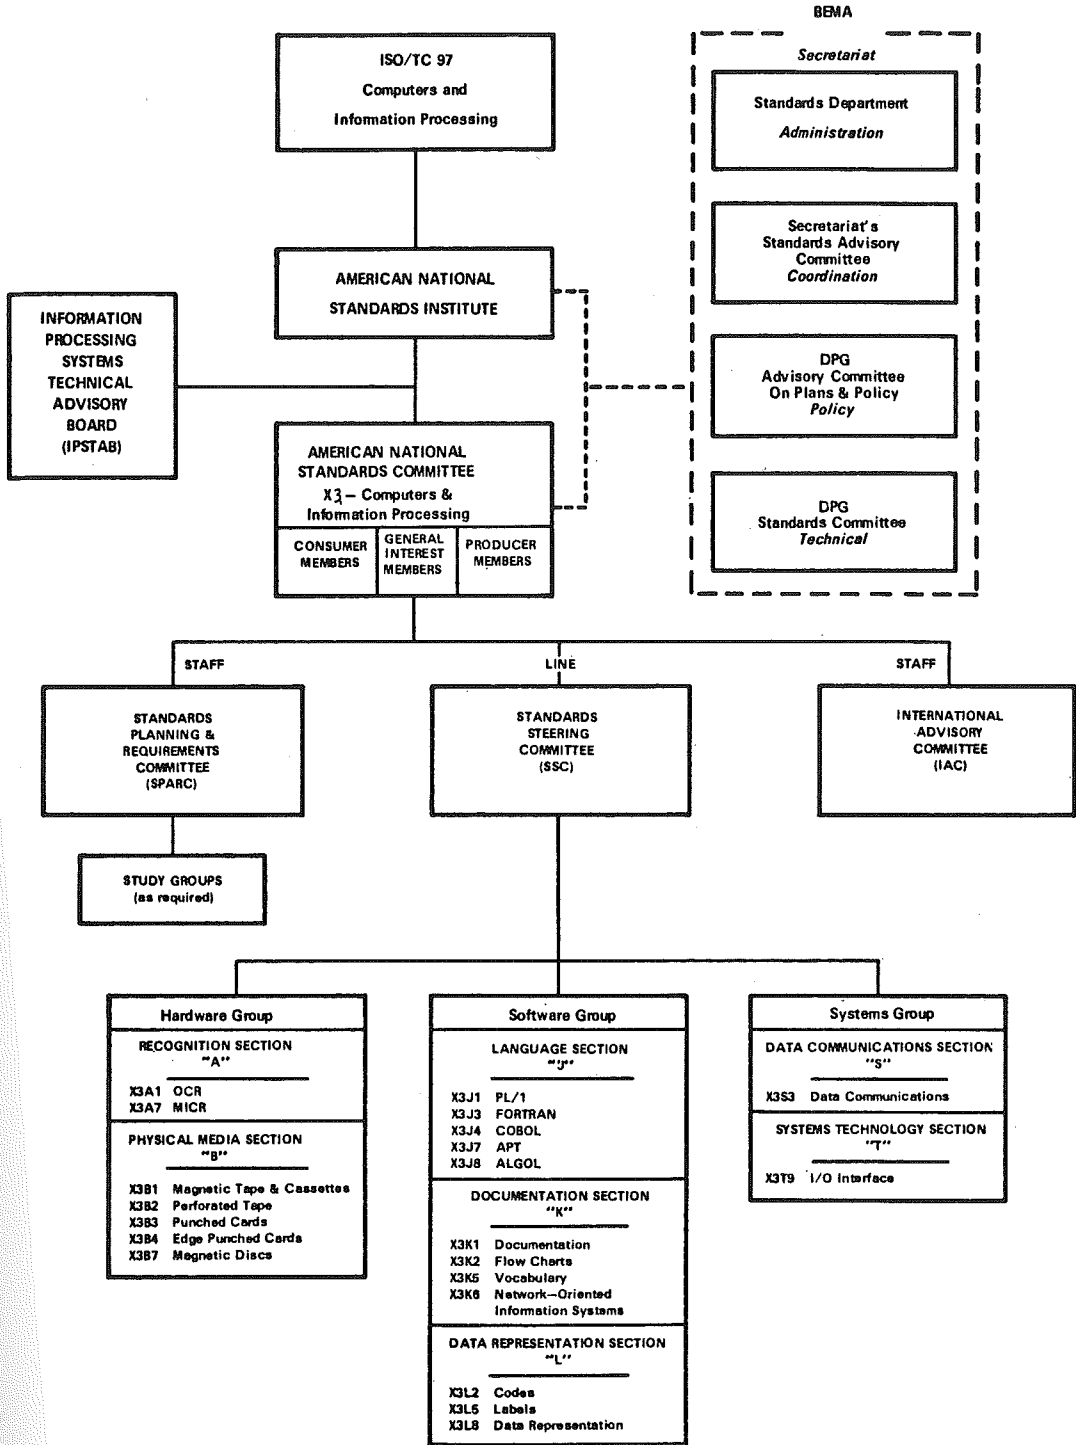 BEMA
ISO/TC 97
Computers and
Information Processing
Secretariat
Standards Department
Administration
Secretariat's
Standards Advisory
Committee
Coordination
DPG
Advisory Committee
On Plans & Policy
Policy
DPG
Standards Committee
Technical
AMERICAN NATIONAL
STANDARDS INSTITUTE
INFORMATION
PROCESSING
SYSTEMS
TECHNICAL
ADVISORY
BOARD
(IPSTAB)
AMERICAN NATIONAL
STANDARDS COMMITTEE
X3 – Computers &
Information Processing
CONSUMER
MEMBERS
GENERAL
INTEREST
MEMBERS
PRODUCER
MEMBERS
STAFF
LINE
STAFF
STANDARDS
PLANNING &
REQUIREMENTS
COMMITTEE
(SPARC)
STANDARDS
STEERING
COMMITTEE
(SSC)
INTERNATIONAL
ADVISORY
COMMITTEE
(IAC)
STUDY GROUPS
(as required)
Hardware Group
RECOGNITION SECTION
"A"
X3A1 OCR
X3A7 MICR
PHYSICAL MEDIA SECTION
"B"
X3B1 Magnetic Tape & Cassettes
X3B2 Perforated Tape
X3B3 Punched Cards
X3B4 Edge Punched Cards
X3B7 Magnetic Discs
Software Group
LANGUAGE SECTION
"J"
X3J1 PL/1
X3J3 FORTRAN
X3J4 COBOL
X3J7 APT
X3J8 ALGOL
DOCUMENTATION SECTION
"K"
X3K1 Documentation
X3K2 Flow Charts
X3K5 Vocabulary
X3K6 Network–Oriented
Information Systems
DATA REPRESENTATION SECTION
"L"
X3L2 Codes
X3L5 Labels
X3L8 Data Representation
Systems Group
DATA COMMUNICATIONS SECTION
"S"
X3S3 Data Communications
SYSTEMS TECHNOLOGY SECTION
"T"
X3T9 I/O Interface